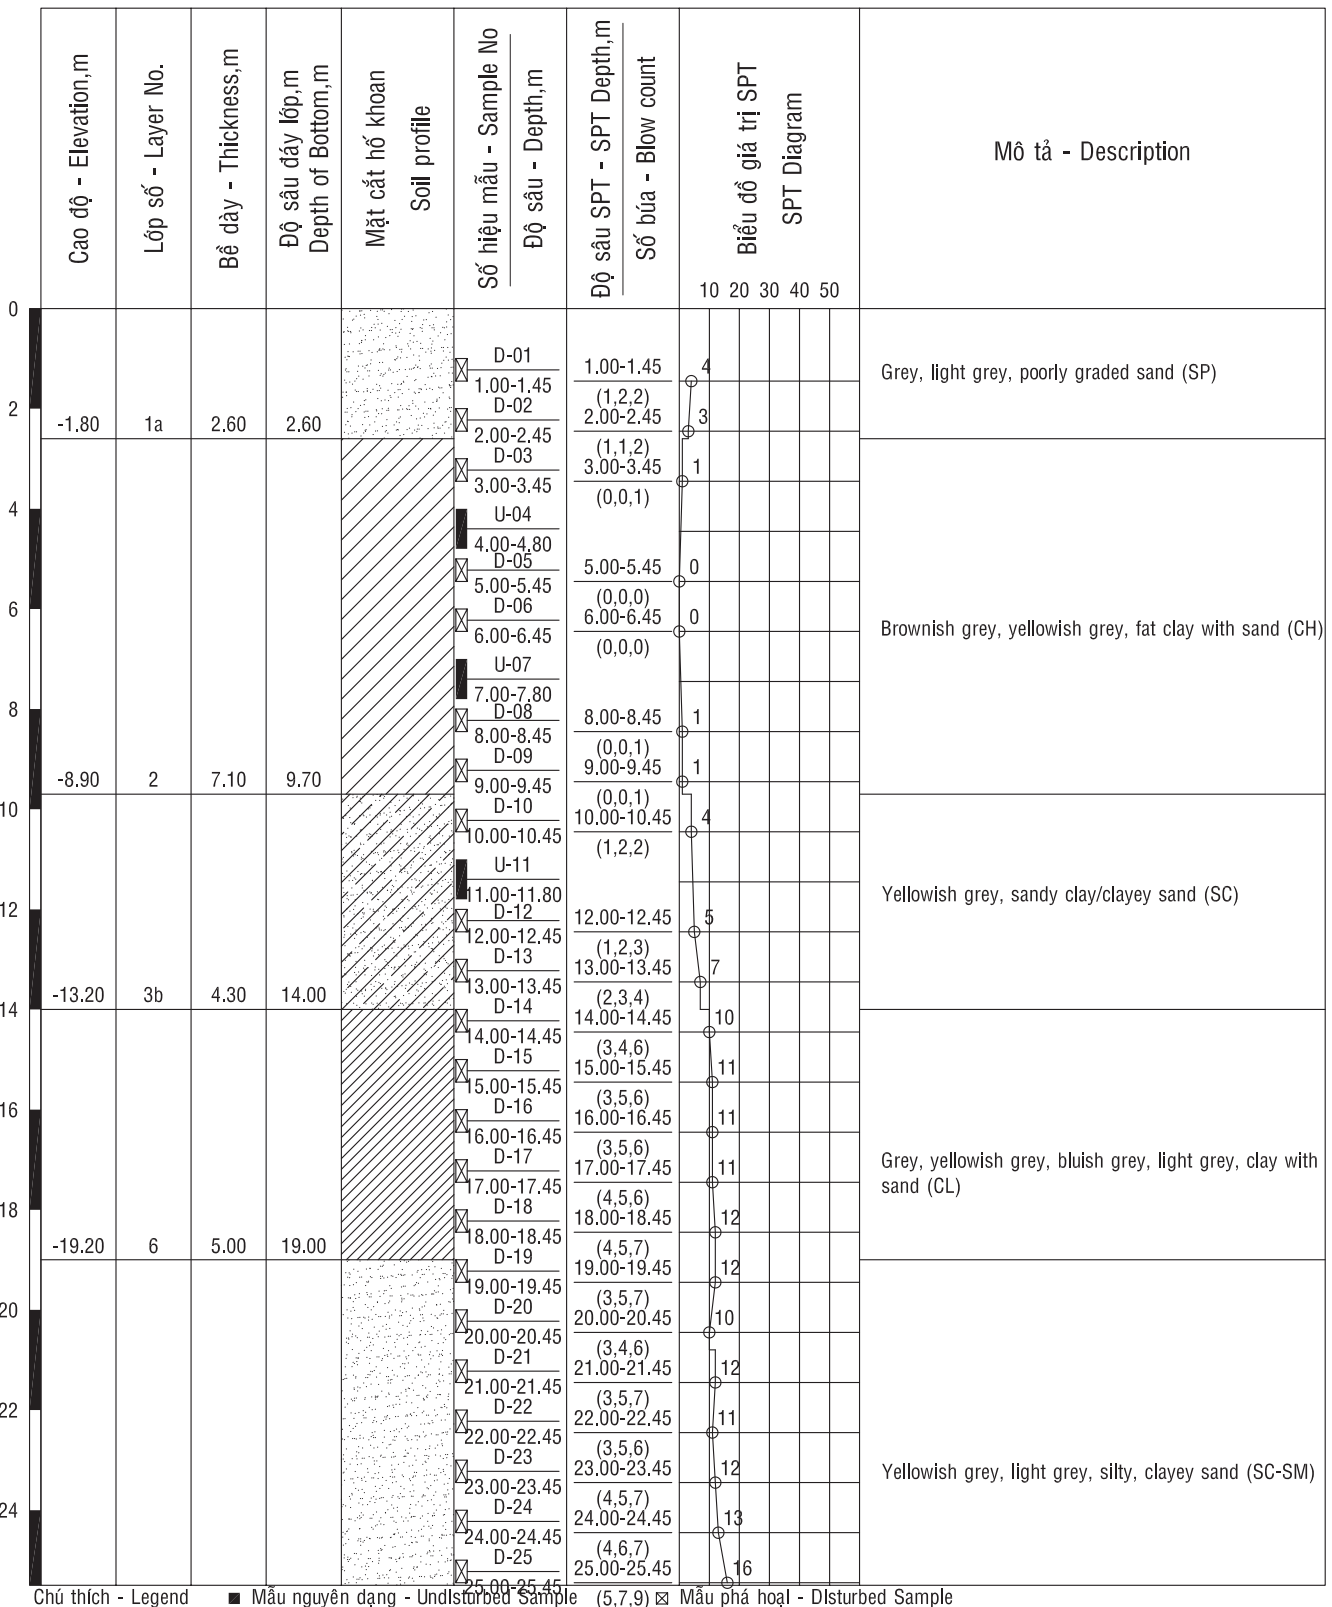 Cao độ - Elevation,m
Lớp số - Layer No.
Bề dày - Thickness,m
Độ sâu đáy lớp,m
Depth of Bottom,m
Mặt cắt hố khoan
Soil profile
Số hiệu mẫu - Sample No
Độ sâu - Depth,m
Độ sâu SPT - SPT Depth,m
Số búa - Blow count
Biểu đồ giá trị SPT
SPT Diagram
Mô tả - Description
10 20 30 40 50
0
D-01
1.00-1.45 4
Grey, light grey, poorly graded sand (SP)
1.00-1.45
(1,2,2)
2
D-02
2.00-2.45 3
-1.80 1a 2.60 2.60
2.00-2.45
(1,1,2)
D-03
3.00-3.45 1
3.00-3.45
(0,0,1)
4
U-04
4.00-4.80
D-05
5.00-5.45 0
5.00-5.45
(0,0,0)
6
D-06
6.00-6.45 0
Brownish grey, yellowish grey, fat clay with sand (CH)
6.00-6.45
(0,0,0)
U-07
7.00-7.80
8
D-08
8.00-8.45 1
8.00-8.45
(0,0,1)
D-09
9.00-9.45 1
-8.90 2 7.10 9.70
9.00-9.45
(0,0,1)
10
D-10
10.00-10.45 4
10.00-10.45
(1,2,2)
U-11
11.00-11.80
Yellowish grey, sandy clay/clayey sand (SC)
12
D-12
12.00-12.45 5
12.00-12.45
(1,2,3)
D-13
13.00-13.45 7
-13.20 3b 4.30 14.00
13.00-13.45
(2,3,4)
14
D-14
14.00-14.45 10
14.00-14.45
(3,4,6)
D-15
15.00-15.45 11
15.00-15.45
(3,5,6)
16
D-16
16.00-16.45 11
16.00-16.45
(3,5,6)
D-17
17.00-17.45 11
Grey, yellowish grey, bluish grey, light grey, clay with
sand (CL)
17.00-17.45
(4,5,6)
18
D-18
18.00-18.45 12
-19.20 6 5.00 19.00
18.00-18.45
(4,5,7)
D-19
19.00-19.45 12
19.00-19.45
(3,5,7)
20
D-20
20.00-20.45 10
20.00-20.45
(3,4,6)
D-21
21.00-21.45 12
21.00-21.45
(3,5,7)
22
D-22
22.00-22.45 11
22.00-22.45
(3,5,6)
D-23
23.00-23.45 12
Yellowish grey, light grey, silty, clayey sand (SC-SM)
23.00-23.45
(4,5,7)
24
D-24
24.00-24.45 13
24.00-24.45
(4,6,7)
D-25
25.00-25.45 16
25.00-25.45
(5,7,9)
Chú thích - Legend Mẫu nguyên dạng - Undisturbed Sample Mẫu phá hoại - Disturbed Sample